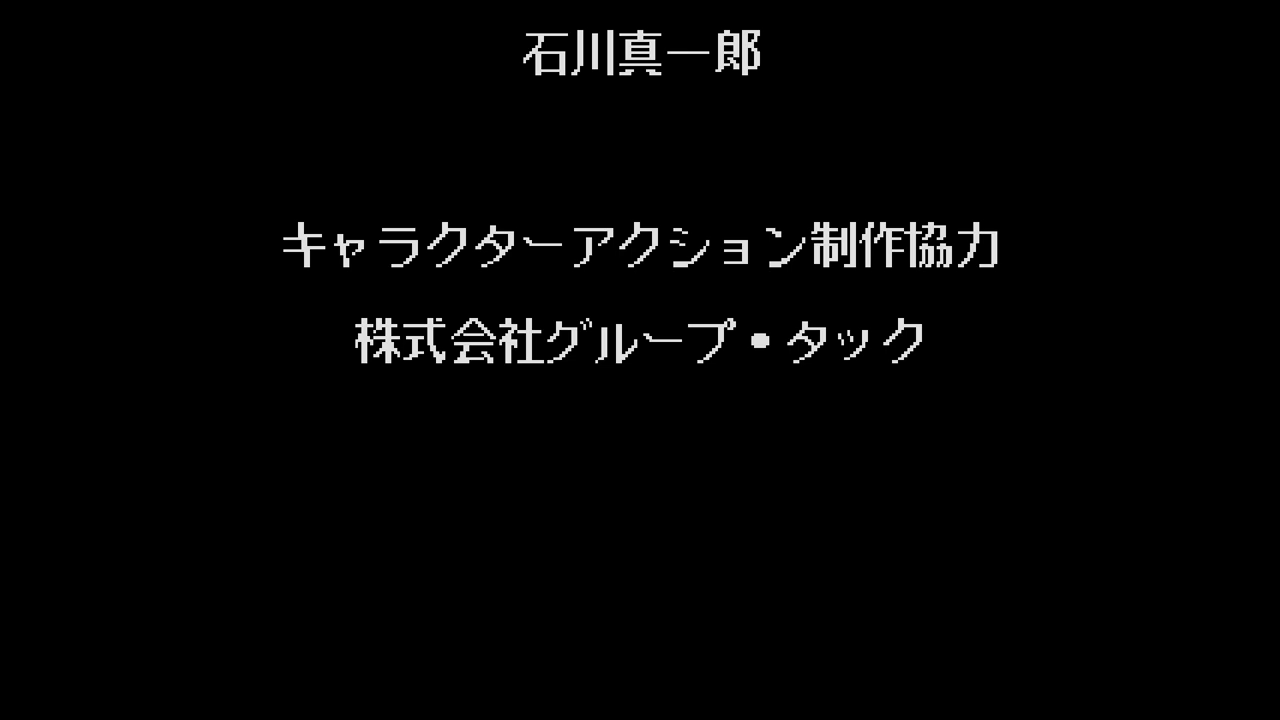 石川真一郎
キャラクターアクション制作協力
株式会社グループ・タック